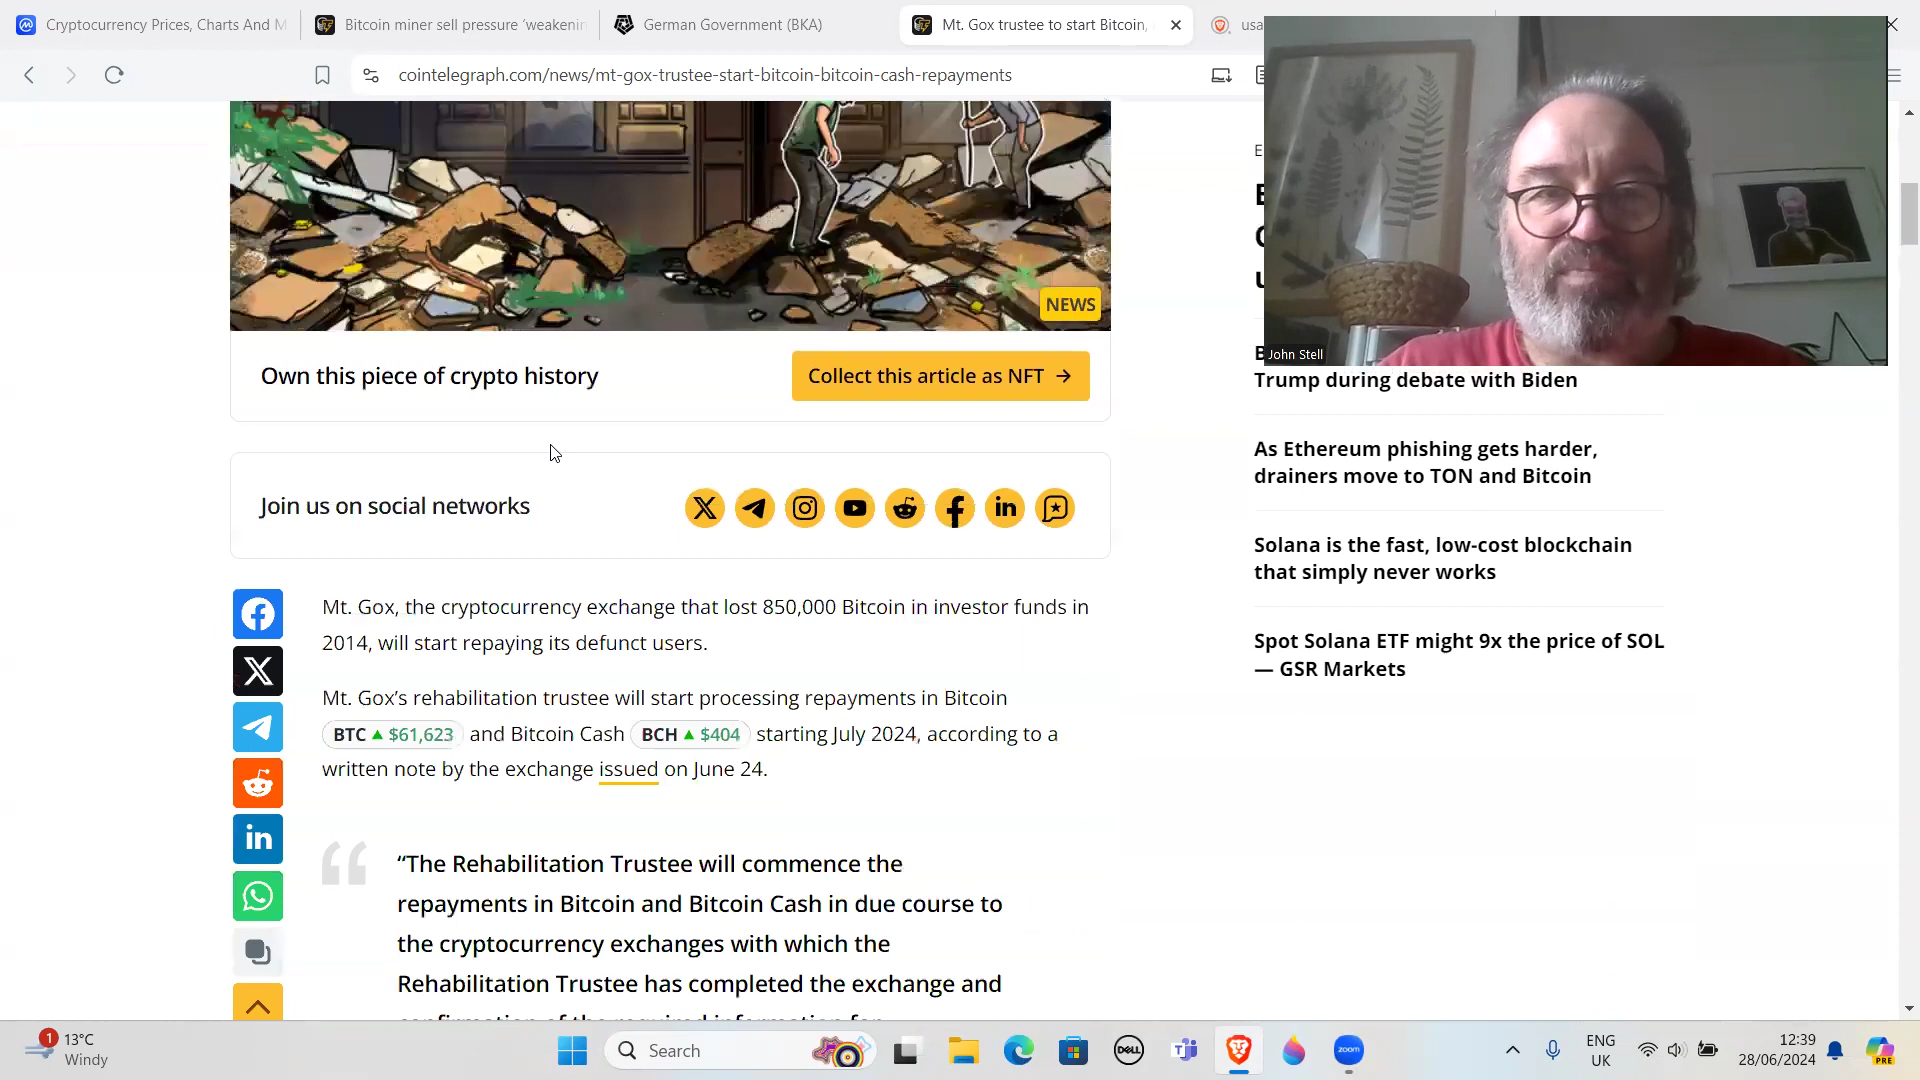 Cryptocurrency Prices, Charts And M
Bitcoin miner sell pressure ‘weakenin
German Government (BKA)
Mt. Gox trustee to start Bitcoin,
usa
cointelegraph.com/news/mt-gox-trustee-start-bitcoin-bitcoin-cash-repayments
NEWS
Own this piece of crypto history
Collect this article as NFT →
Join us on social networks
Mt. Gox, the cryptocurrency exchange that lost 850,000 Bitcoin in investor funds in
2014, will start repaying its defunct users.
Mt. Gox’s rehabilitation trustee will start processing repayments in Bitcoin
BTC ▲ $61,623 and Bitcoin Cash BCH ▲ $404 starting July 2024, according to a
written note by the exchange issued on June 24.
“The Rehabilitation Trustee will commence the
repayments in Bitcoin and Bitcoin Cash in due course to
the cryptocurrency exchanges with which the
Rehabilitation Trustee has completed the exchange and
John Stell
Trump during debate with Biden
As Ethereum phishing gets harder,
drainers move to TON and Bitcoin
Solana is the fast, low-cost blockchain
that simply never works
Spot Solana ETF might 9x the price of SOL
— GSR Markets
1
13°C
Windy
Search
DELL
zoom
ENG
UK
12:39
28/06/2024
PRE